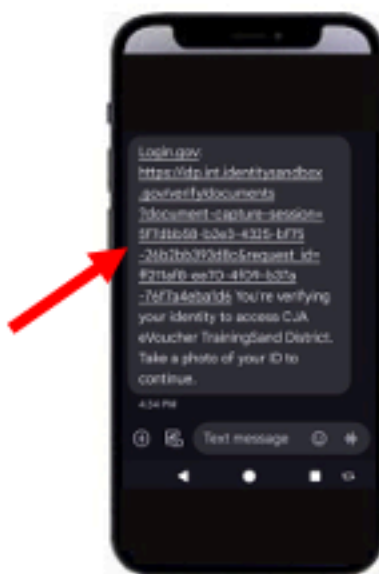 Login.gov:
https://idp.int.identitysandbox
.gov/verify/documents
?document-capture-session=
You're verifying
your identity to access CJA
eVoucher TrainingSand District.
Take a photo of your ID to
continue.
4:34 PM
Text message